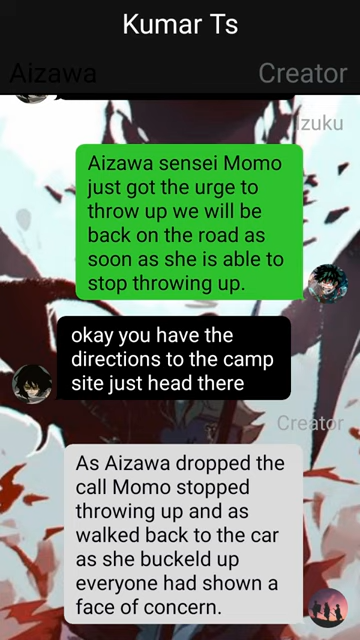 Kumar Ts
Aizawa
Creator
Izuku
Aizawa sensei Momo
just got the urge to
throw up we will be
back on the road as
soon as she is able to
stop throwing up.
okay you have the
directions to the camp
site just head there
Creator
As Aizawa dropped the
call Momo stopped
throwing up and as
walked back to the car
as she buckeld up
everyone had shown a
face of concern.